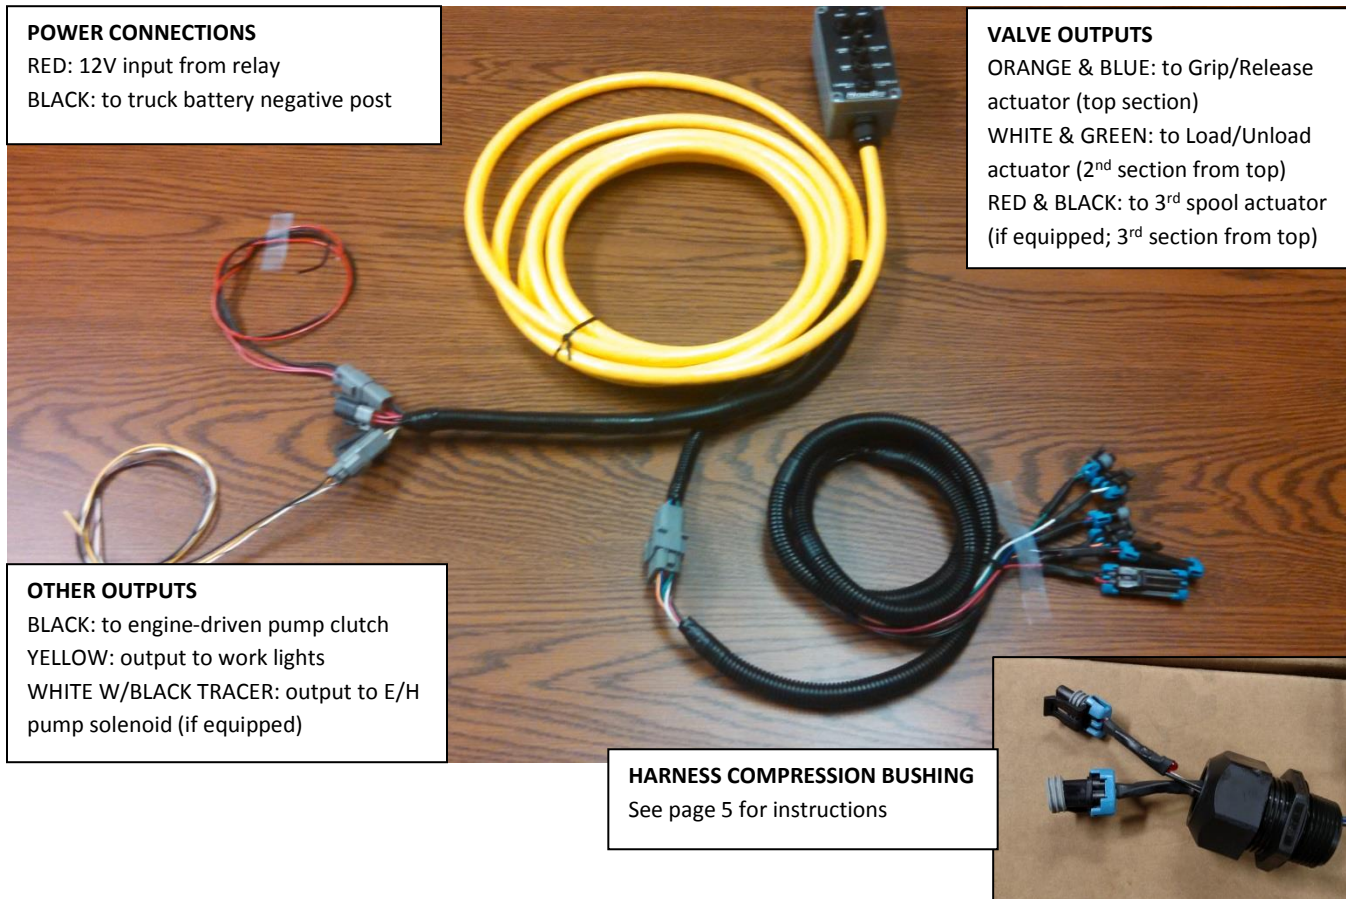 POWER CONNECTIONS
RED: 12V input from relay
BLACK: to truck battery negative post
VALVE OUTPUTS
ORANGE & BLUE: to Grip/Release
actuator (top section)
WHITE & GREEN: to Load/Unload
actuator (2nd section from top)
RED & BLACK: to 3rd spool actuator
(if equipped; 3rd section from top)
OTHER OUTPUTS
BLACK: to engine-driven pump clutch
YELLOW: output to work lights
WHITE W/BLACK TRACER: output to E/H
pump solenoid (if equipped)
HARNESS COMPRESSION BUSHING
See page 5 for instructions